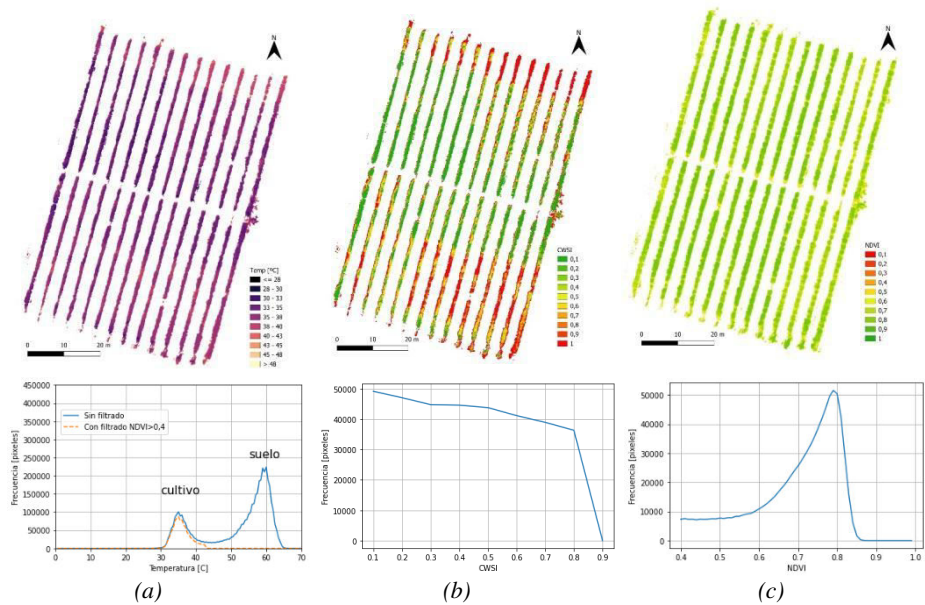 N
N
N
Temp [ºC]
<= 28
28 - 30
30 - 33
33 - 35
35 - 38
38 - 40
40 - 43
43 - 45
45 - 48
> 48
0 10 20 m
CWSI
0,1
0,2
0,3
0,4
0,5
0,6
0,7
0,8
0,9
1
0 10 20 m
NDVI
0,1
0,2
0,3
0,4
0,5
0,6
0,7
0,8
0,9
1
0 10 20 m
450000
400000
350000
300000
250000
200000
150000
100000
50000
0
Frecuencia [pixeles]
Sin filtrado
Con filtrado NDVI>0,4
cultivo
suelo
0 10 20 30 40 50 60 70
Temperatura [C]
(a)
50000
40000
30000
20000
10000
0
Frecuencia [pixeles]
0.1 0.2 0.3 0.4 0.5 0.6 0.7 0.8 0.9
CWSI
(b)
50000
40000
30000
20000
10000
0
Frecuencia [pixeles]
0.4 0.5 0.6 0.7 0.8 0.9 1.0
NDVI
(c)